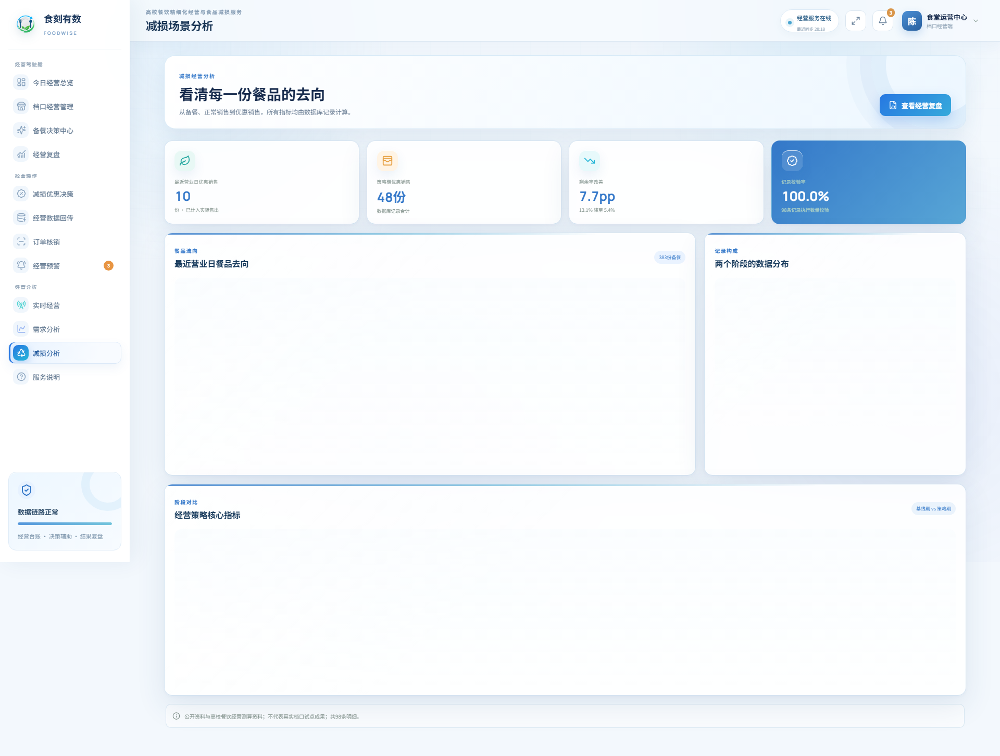 食刻有数
FOODWISE
经营驾驶舱
今日经营总览
档口经营管理
备餐决策中心
经营复盘
经营操作
减损优惠决策
经营数据回传
订单核销
经营预警
3
经营分析
实时经营
需求分析
减损分析
服务说明
数据链路正常
经营台账 · 决策辅助 · 结果复盘
高校餐饮精细化经营与食品减损服务
减损场景分析
经营服务在线
最近同步 20:18
3
陈
食堂运营中心
档口经营端
减损经营分析
看清每一份餐品的去向
从备餐、正常销售到优惠销售，所有指标均由数据库记录计算。
查看经营复盘
最近营业日优惠销售
10
份 · 已计入实际售出
策略期优惠销售
48份
数据库记录合计
剩余率改善
7.7pp
13.1% 降至 5.4%
记录校验率
100.0%
98条记录执行数量校验
餐品流向
最近营业日餐品去向
383份备餐
记录构成
两个阶段的数据分布
阶段对比
经营策略核心指标
基线期 vs 策略期
公开资料与高校餐饮经营测算资料；不代表真实档口试点成果；共98条明细。